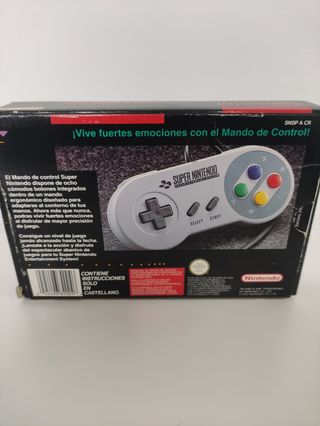 SNSP A CR
¡Vive fuertes emociones con el Mando de Control!
El Mando de control Super
Nintendo dispone de ocho
cómodos botones integrados
dentro de un mando
ergonómico diseñado para
adaptarse al contorno de tus
manos. Ahora más que nunca,
podras vivir fuertes emociones
al disfrutar de mayor precisión
de juego.
Consigue un nivel de juego
jamás alcanzado hasta la fecha.
¡Lánzate a la acción y disfruta
del espectacular abanico de
juegos para tu Super Nintendo
Entertainment System!
SUPER NINTENDO
ENTERTAINMENT SYSTEM
SELECT
START
CONTIENE
INSTRUCCIONES
SOLO
EN
CASTELLANO.
Nintendo